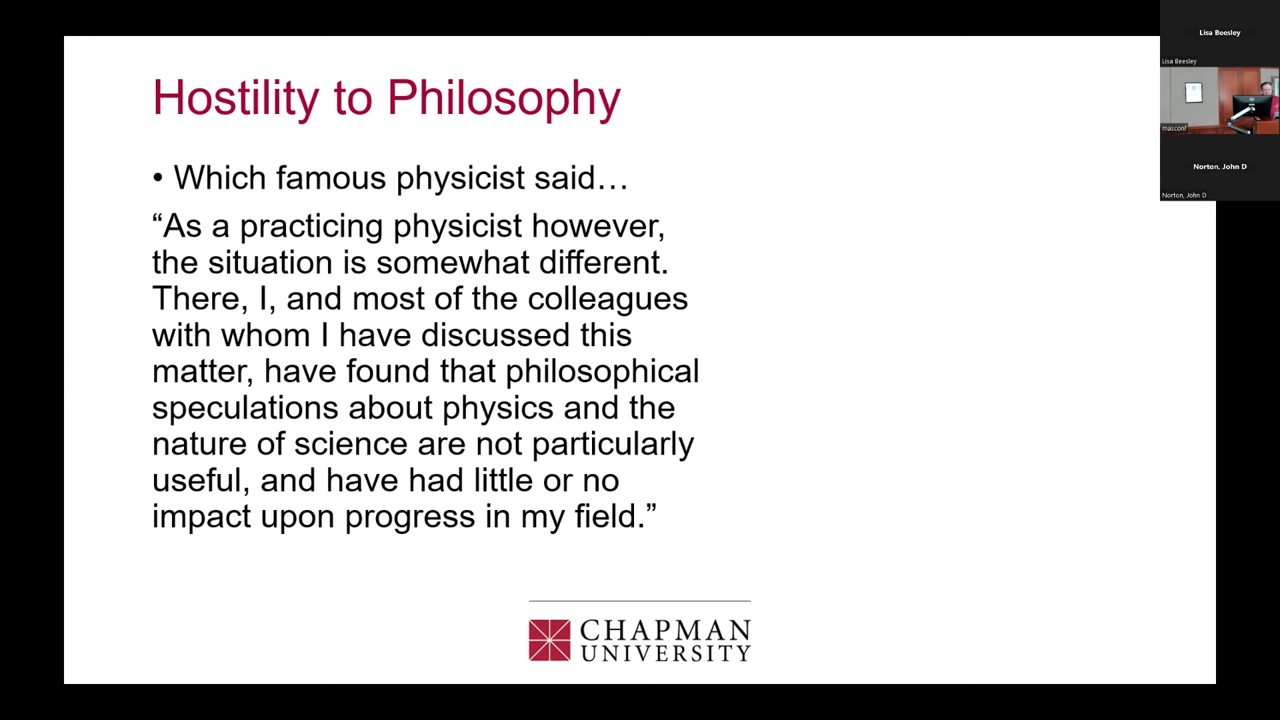 Hostility to Philosophy
• Which famous physicist said…
“As a practicing physicist however,
the situation is somewhat different.
There, I, and most of the colleagues
with whom I have discussed this
matter, have found that philosophical
speculations about physics and the
nature of science are not particularly
useful, and have had little or no
impact upon progress in my field.”
CHAPMAN
UNIVERSITY
Lisa Beesley
Lisa Beesley
masconf
Norton, John D
Norton, John D